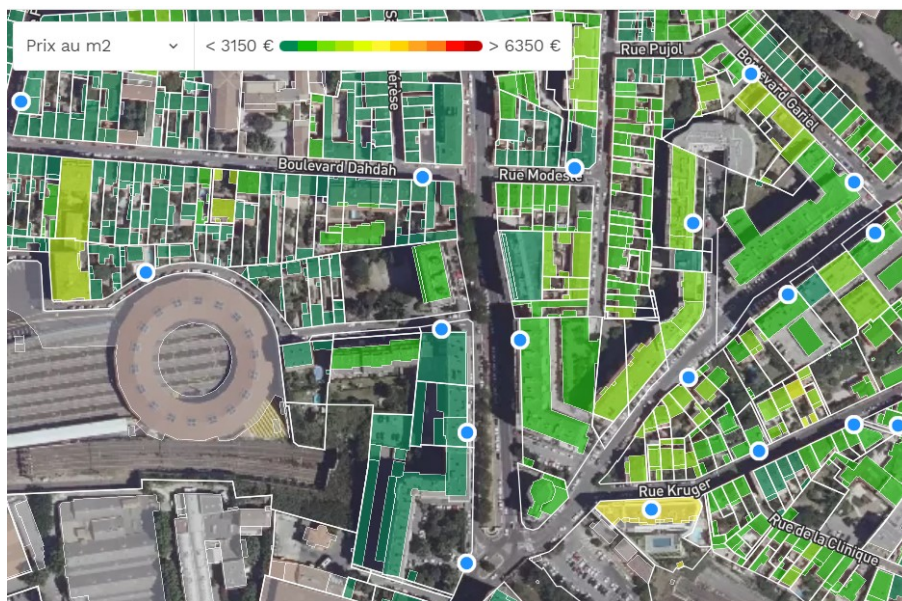 Prix au m2
< 3150 €
> 6350 €
Rue Pujol
Boulevard Gariel
Boulevard Dahdah
Rue Modeste
Rue Kruger
Rue de la Clinique